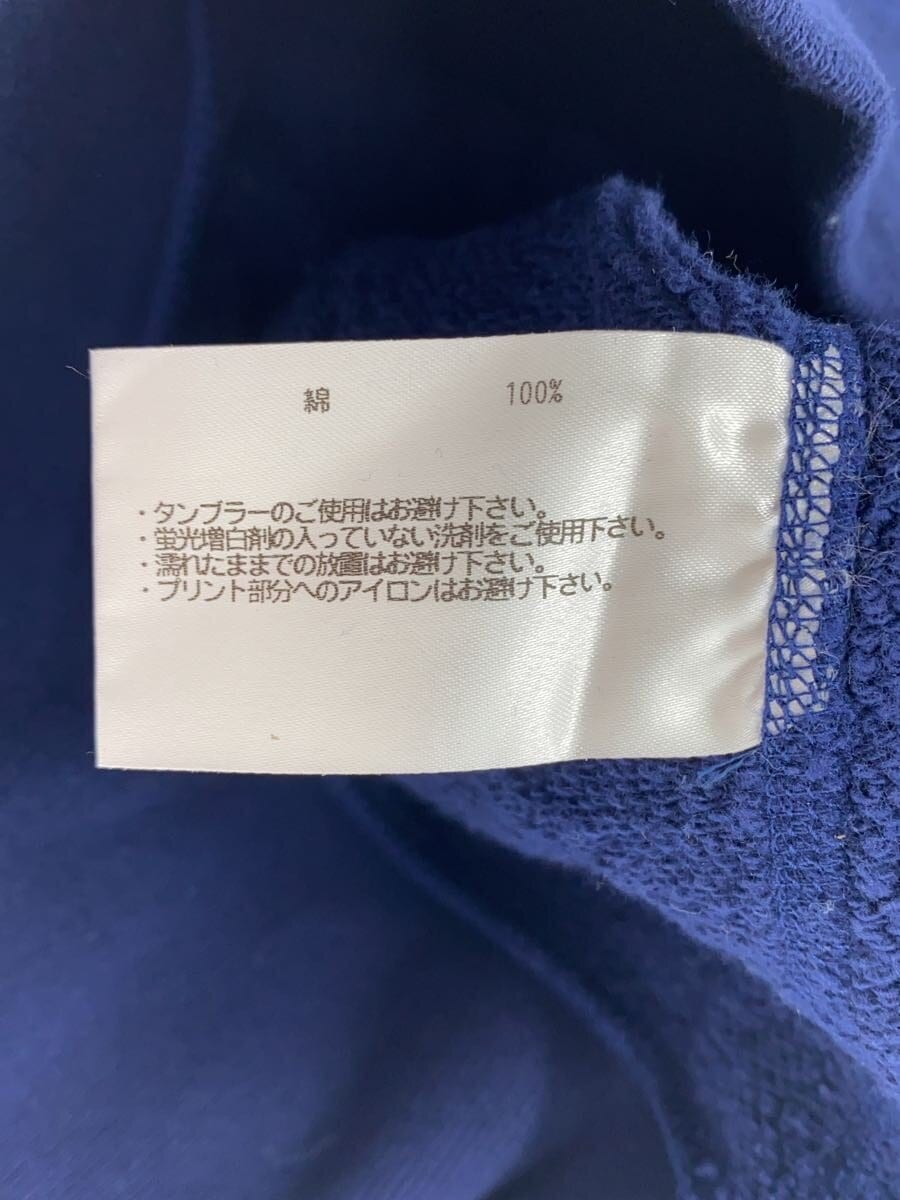 綿 100%
・タンブラーのご使用はお避け下さい。
・蛍光増白剤の入っていない洗剤をご使用下さい。
・濡れたままでの放置はお避け下さい。
・プリント部分へのアイロンはお避け下さい。